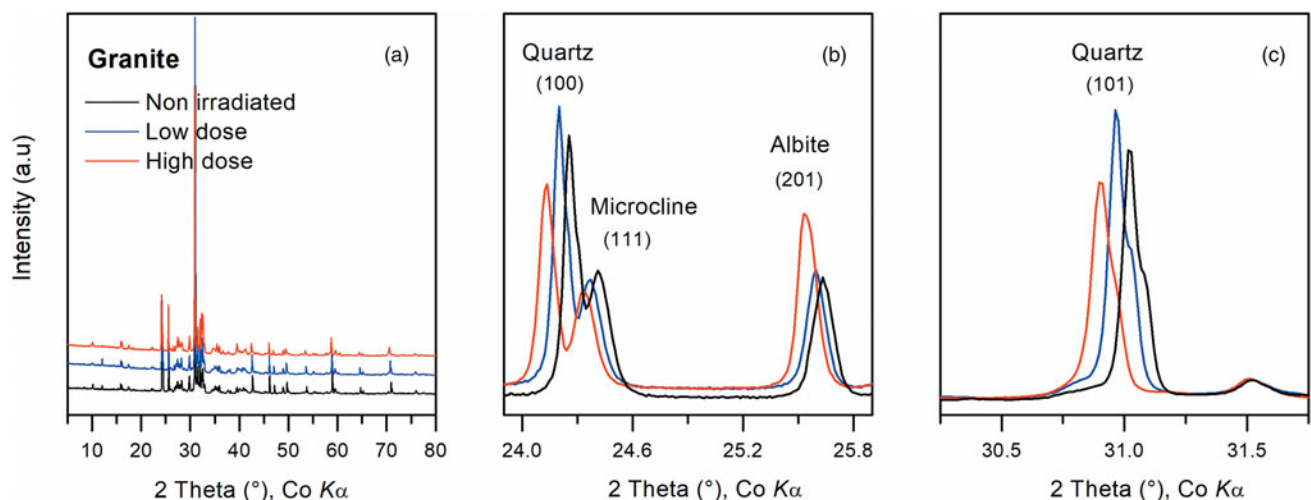 Granite
(a)
Non irradiated
Low dose
High dose
Intensity (a.u)
10 20 30 40 50 60 70 80
2 Theta (°), Co Kα
Quartz
(100)
(b)
Albite
(201)
Microcline
(111)
24.0 24.6 25.2 25.8
2 Theta (°), Co Kα
Quartz
(101)
(c)
30.5 31.0 31.5
2 Theta (°), Co Kα